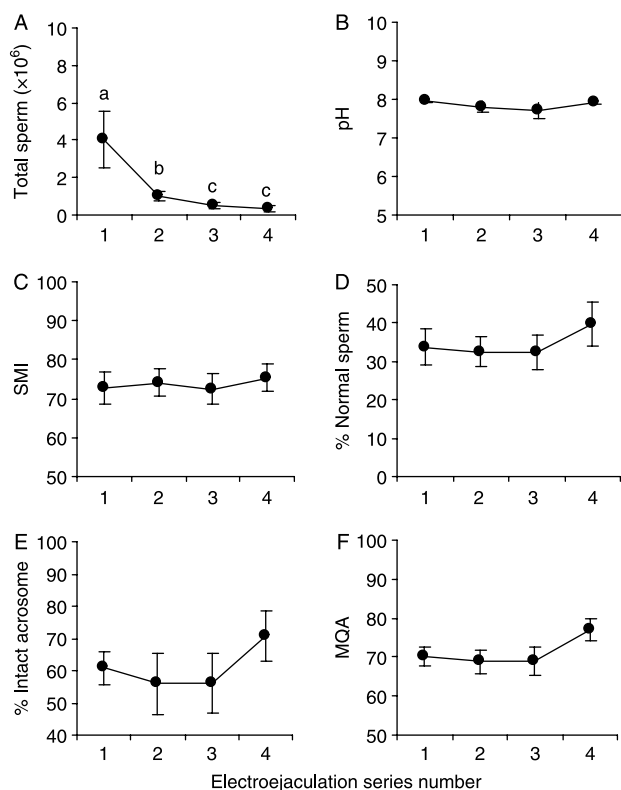 A
Total sperm (×10⁶)
10
8
6
4
2
0
a
b
c
c
1 2 3 4
B
pH
10
9
8
7
6
5
1 2 3 4
C
SMI
100
90
80
70
60
50
1 2 3 4
D
% Normal sperm
50
40
30
20
10
0
1 2 3 4
E
% Intact acrosome
100
90
80
70
60
50
40
1 2 3 4
F
MQA
100
90
80
70
60
50
1 2 3 4
Electroejaculation series number